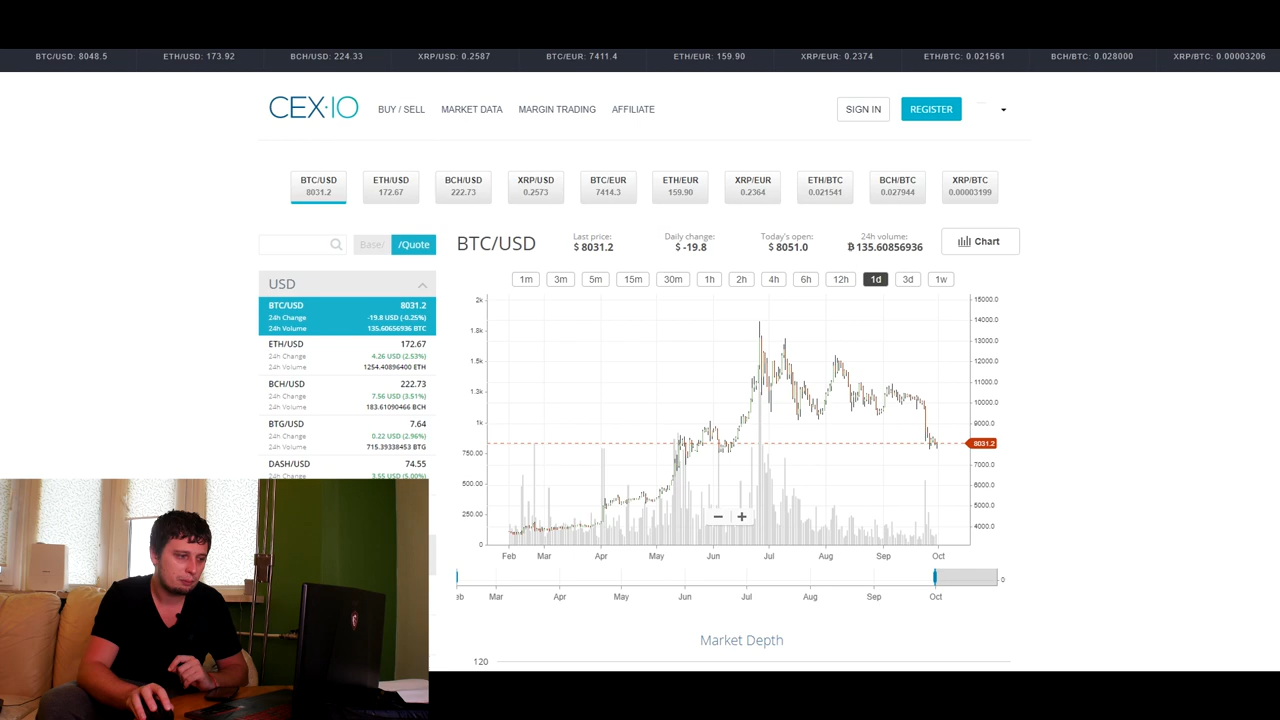 BTC/USD: 8048.5 ETH/USD: 173.92 BCH/USD: 224.33 XRP/USD: 0.2587 BTC/EUR: 7411.4 ETH/EUR: 159.90 XRP/EUR: 0.2374 ETH/BTC: 0.021561 BCH/BTC: 0.028000 XRP/BTC: 0.00003206
CEX·IO BUY / SELL MARKET DATA MARGIN TRADING AFFILIATE SIGN IN REGISTER
BTC/USD ETH/USD BCH/USD XRP/USD BTC/EUR ETH/EUR XRP/EUR ETH/BTC BCH/BTC XRP/BTC
8031.2 172.67 222.73 0.2573 7414.3 159.90 0.2364 0.021541 0.027944 0.00003199
Base/ /Quote
USD
BTC/USD 8031.2
24h Change -19.8 USD (-0.25%)
24h Volume 135.60656936 BTC
ETH/USD 172.67
24h Change 4.26 USD (2.53%)
24h Volume 1254.40896400 ETH
BCH/USD 222.73
24h Change 7.56 USD (3.51%)
24h Volume 183.61090466 BCH
BTG/USD 7.64
24h Change 0.22 USD (2.96%)
24h Volume 715.39338453 BTG
DASH/USD 74.55
24h Change 3.55 USD (5.00%)
BTC/USD
Last price: Daily change: Today's open: 24h volume:
$ 8031.2 $ -19.8 $ 8051.0 ₿ 135.60856936
Chart
1m 3m 5m 15m 30m 1h 2h 4h 6h 12h 1d 3d 1w
2k 15000.0
14000.0
1.8k
13000.0
1.5k 12000.0
11000.0
1.3k
10000.0
1k 9000.0
8031.2
750.00
7000.0
500.00 6000.0
5000.0
250.00
4000.0
0
Feb Mar Apr May Jun Jul Aug Sep Oct
− +
0
eb Mar Apr May Jun Jul Aug Sep Oct
Market Depth
120